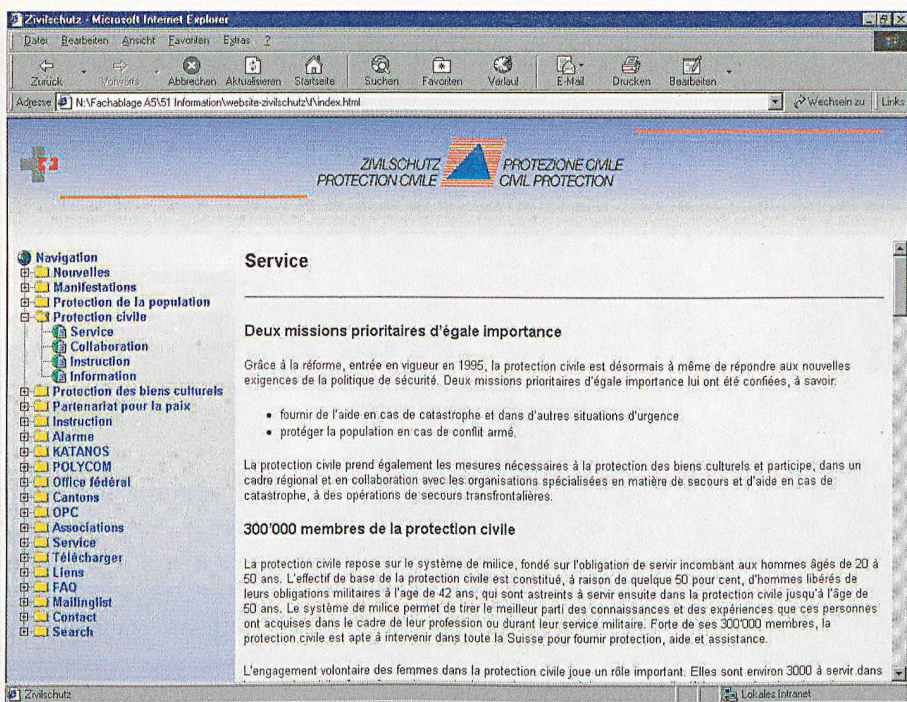 Zivilschutz - Microsoft Internet Explorer
Datei Bearbeiten Ansicht Favoriten Extras ?
Zurück Vorwärts Abbrechen Aktualisieren Startseite Suchen Favoriten Verlauf E-Mail Drucken Bearbeiten
Adresse N:\Fachablage A5\51 Information\website-zivilschutz\f\index.html Wechseln zu Links
ZIVILSCHUTZ PROTEZIONE CIVILE
PROTECTION CIVILE CIVIL PROTECTION
Navigation
Nouvelles
Manifestations
Protection de la population
Protection civile
Service
Collaboration
Instruction
Information
Protection des biens culturels
Partenariat pour la paix
Instruction
Alarme
KATANOS
POLYCOM
Office fédéral
Cantons
OPC
Associations
Service
Télécharger
Liens
FAQ
Mailinglist
Contact
Search
Service
Deux missions prioritaires d'égale importance
Grâce à la réforme, entrée en vigueur en 1995, la protection civile est désormais à même de répondre aux nouvelles
exigences de la politique de sécurité. Deux missions prioritaires d'égale importance lui ont été confiées, à savoir:
• fournir de l'aide en cas de catastrophe et dans d'autres situations d'urgence
• protéger la population en cas de conflit armé.
La protection civile prend également les mesures nécessaires à la protection des biens culturels et participe, dans un
cadre régional et en collaboration avec les organisations spécialisées en matière de secours et d'aide en cas de
catastrophe, à des opérations de secours transfrontalières.
300'000 membres de la protection civile
La protection civile repose sur le système de milice, fondé sur l'obligation de servir incombant aux hommes âgés de 20 à
50 ans. L'effectif de base de la protection civile est constitué, à raison de quelque 50 pour cent, d'hommes libérés de
leurs obligations militaires à l'age de 42 ans, qui sont astreints à servir ensuite dans la protection civile jusqu'à l'âge de
50 ans. Le système de milice permet de tirer le meilleur parti des connaissances et des expériences que ces personnes
ont acquises dans le cadre de leur profession ou durant leur service militaire. Forte de ses 300'000 membres, la
protection civile est apte à intervenir dans toute la Suisse pour fournir protection, aide et assistance.
L'engagement volontaire des femmes dans la protection civile joue un rôle important. Elles sont environ 3000 à servir dans
Zivilschutz Lokales Intranet